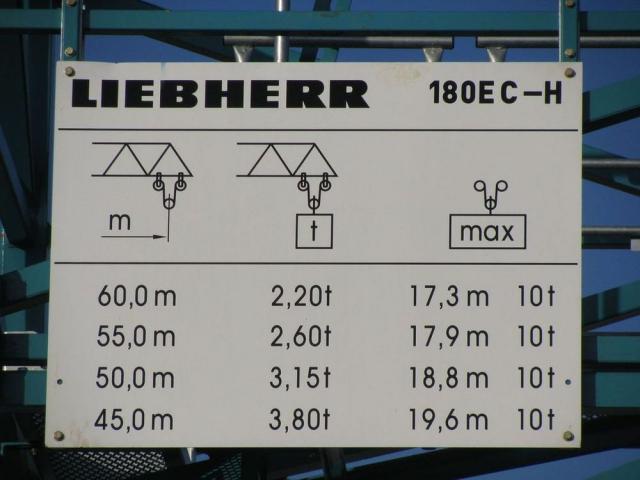 LIEBHERR 180EC-H
m t max
60,0m 2,20t 17,3m 10t
55,0m 2,60t 17,9m 10t
50,0m 3,15t 18,8m 10t
45,0m 3,80t 19,6m 10t